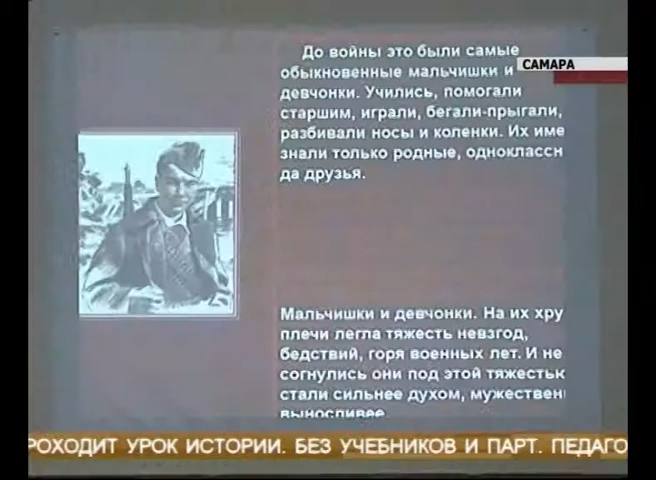 До войны это были самые
САМАРА
обыкновенные мальчишки и
девчонки. Учились, помогали
старшим, играли, бегали-прыгали,
разбивали носы и коленки. Их име
знали только родные, одноклассн
да друзья.
Мальчишки и девчонки. На их хру
плечи легла тяжесть невзгод,
бедствий, горя военных лет. И не
согнулись они под этой тяжестью
стали сильнее духом, мужествен
выносливее.
РОХОДИТ УРОК ИСТОРИИ. БЕЗ УЧЕБНИКОВ И ПАРТ. ПЕДАГО